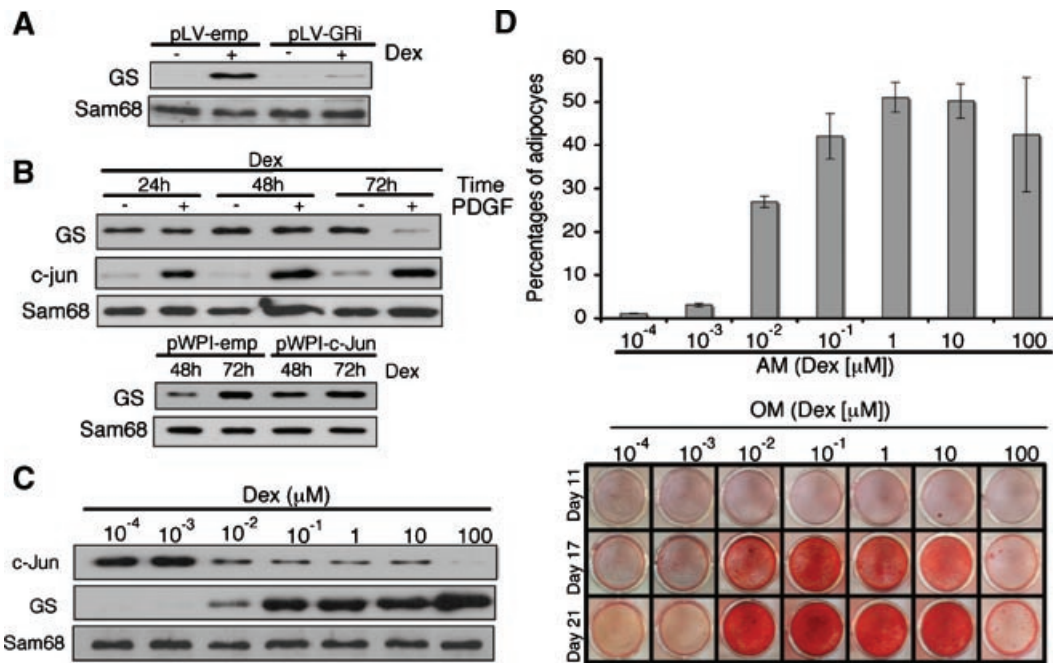 A
pLV-emp pLV-GRi
- + - + Dex
GS
Sam68
B
Dex
24h 48h 72h Time
- + - + - + PDGF
GS
c-jun
Sam68
pWPI-emp pWPI-c-Jun
48h 72h 48h 72h Dex
GS
Sam68
C
Dex (μM)
10⁻⁴ 10⁻³ 10⁻² 10⁻¹ 1 10 100
c-Jun
GS
Sam68
D
Percentages of adipocyes
60
50
40
30
20
10
0
10⁻⁴ 10⁻³ 10⁻² 10⁻¹ 1 10 100
AM (Dex [μM])
OM (Dex [μM])
10⁻⁴ 10⁻³ 10⁻² 10⁻¹ 1 10 100
Day 11
Day 17
Day 21